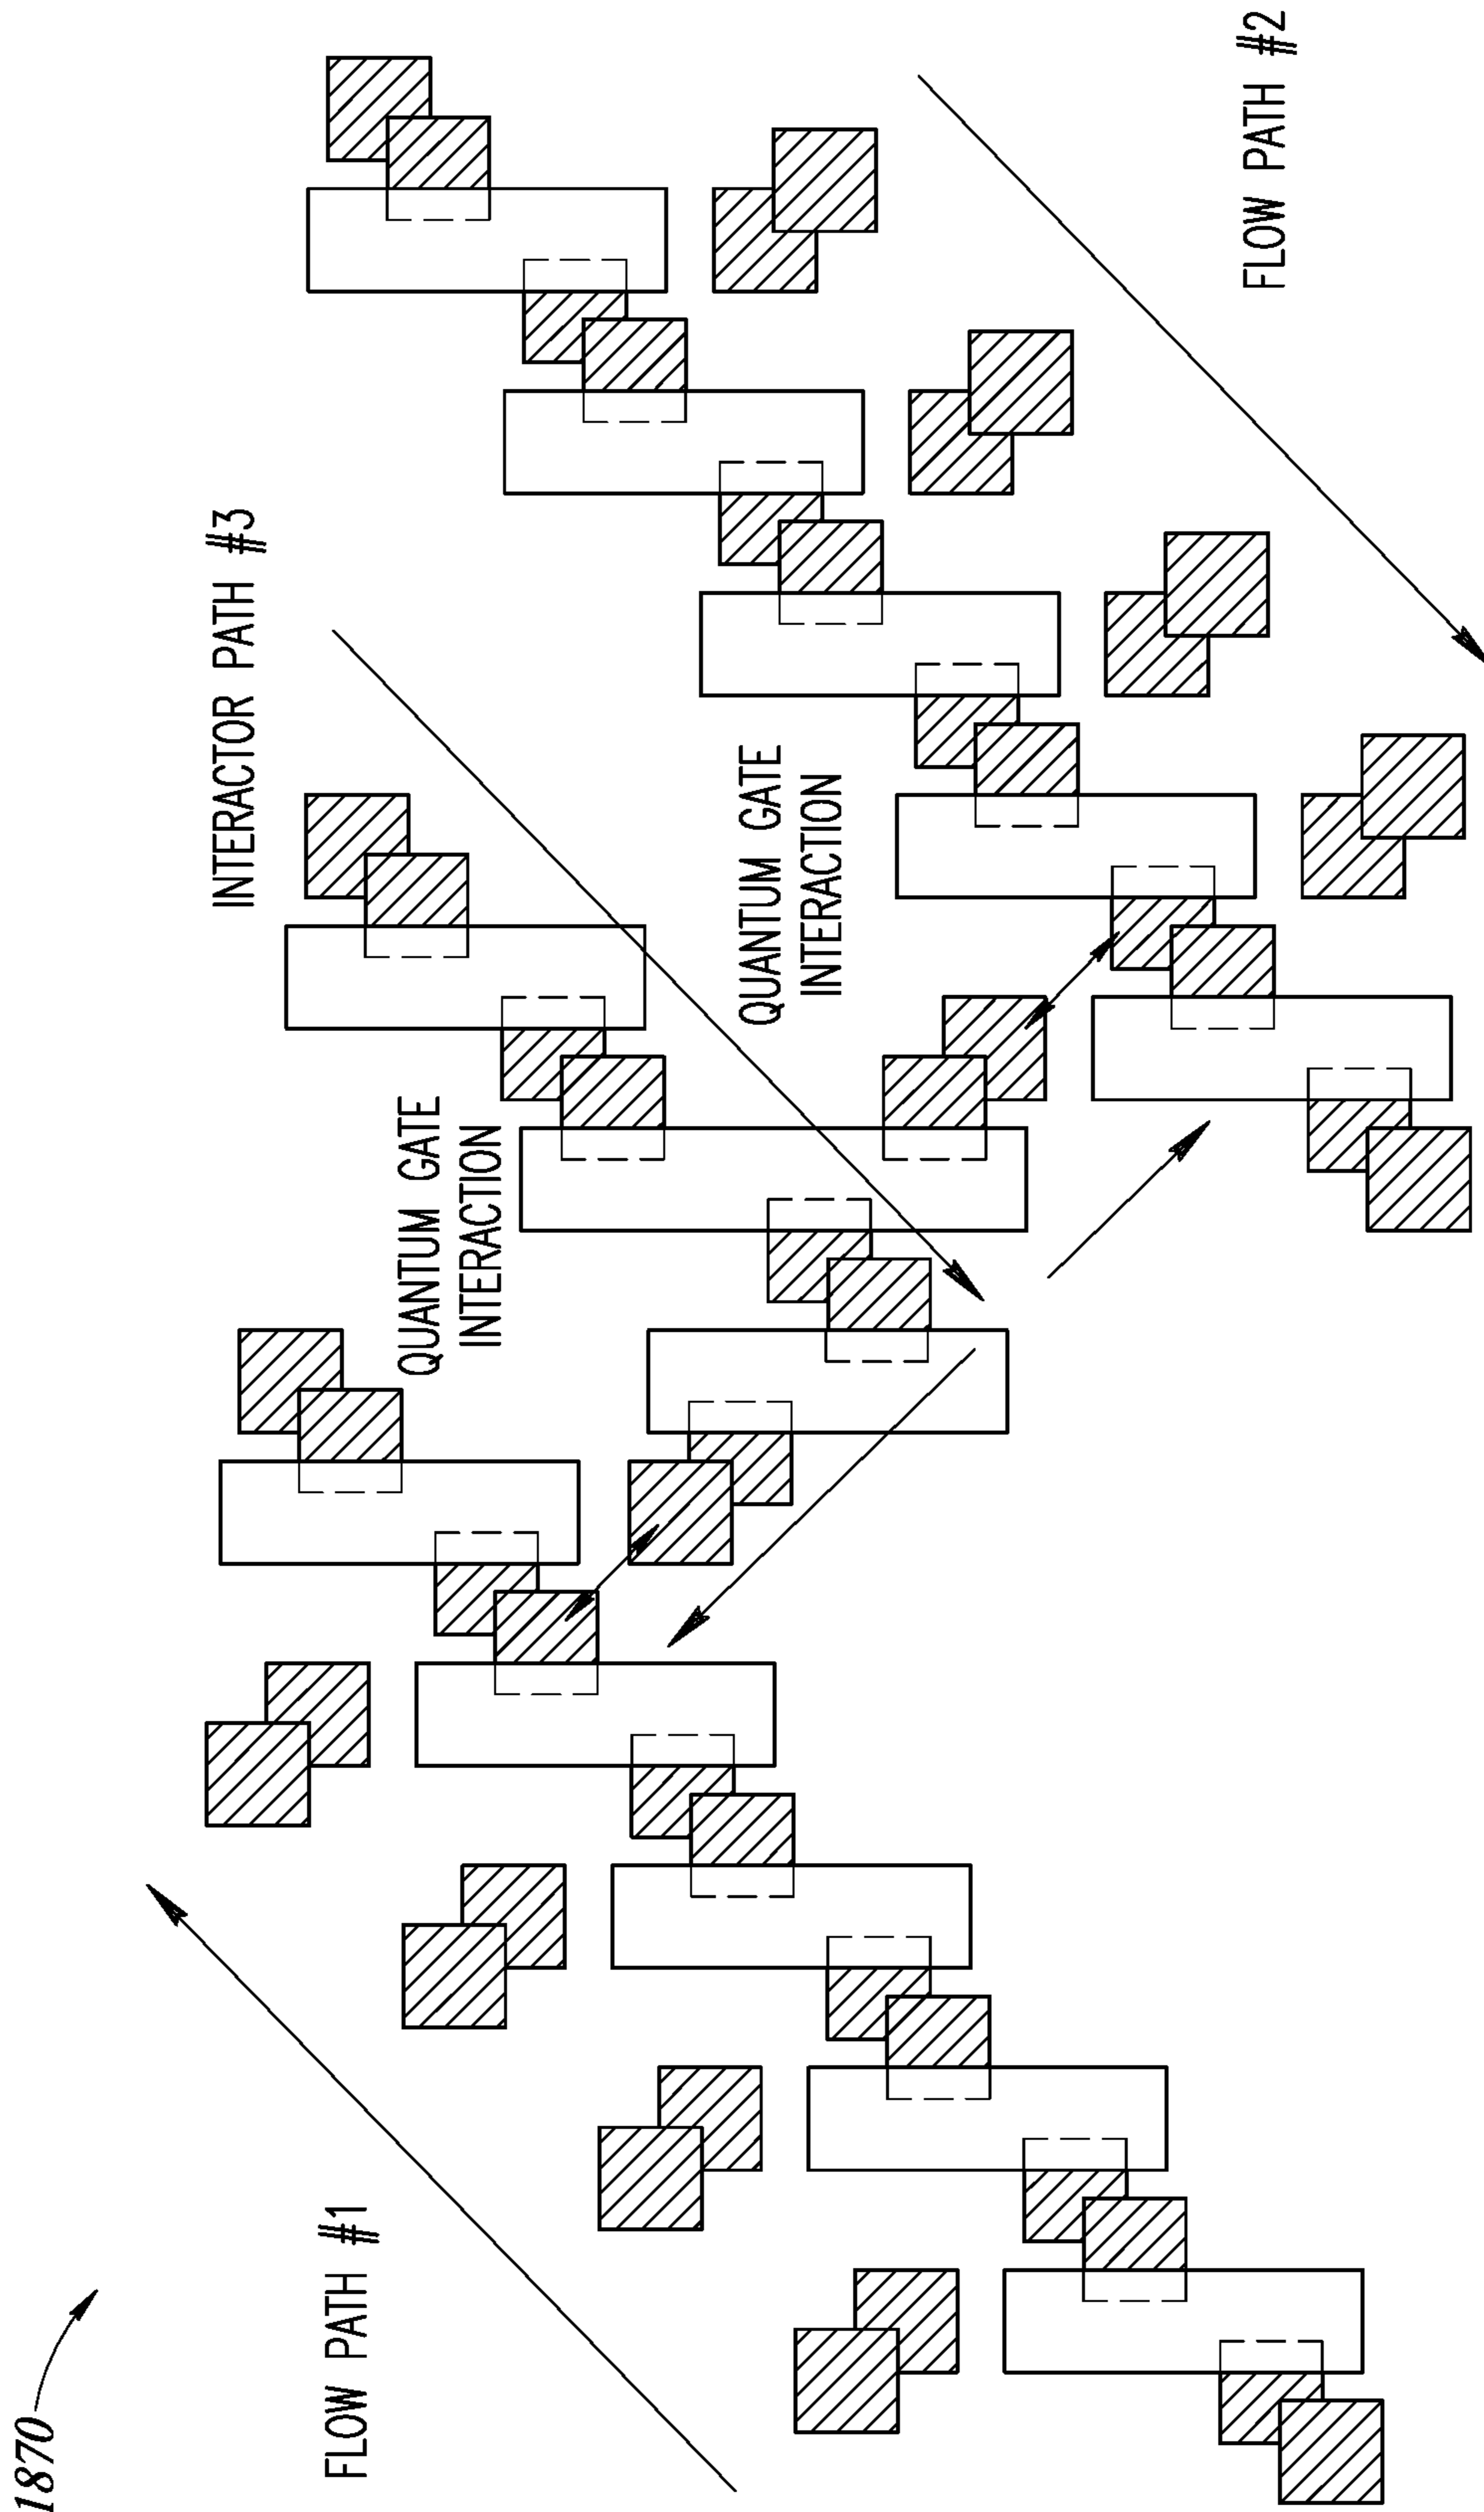 1870
FLOW PATH #1
QUANTUM GATE
INTERACTION
INTERACTOR PATH #3
QUANTUM GATE
INTERACTION
FLOW PATH #2